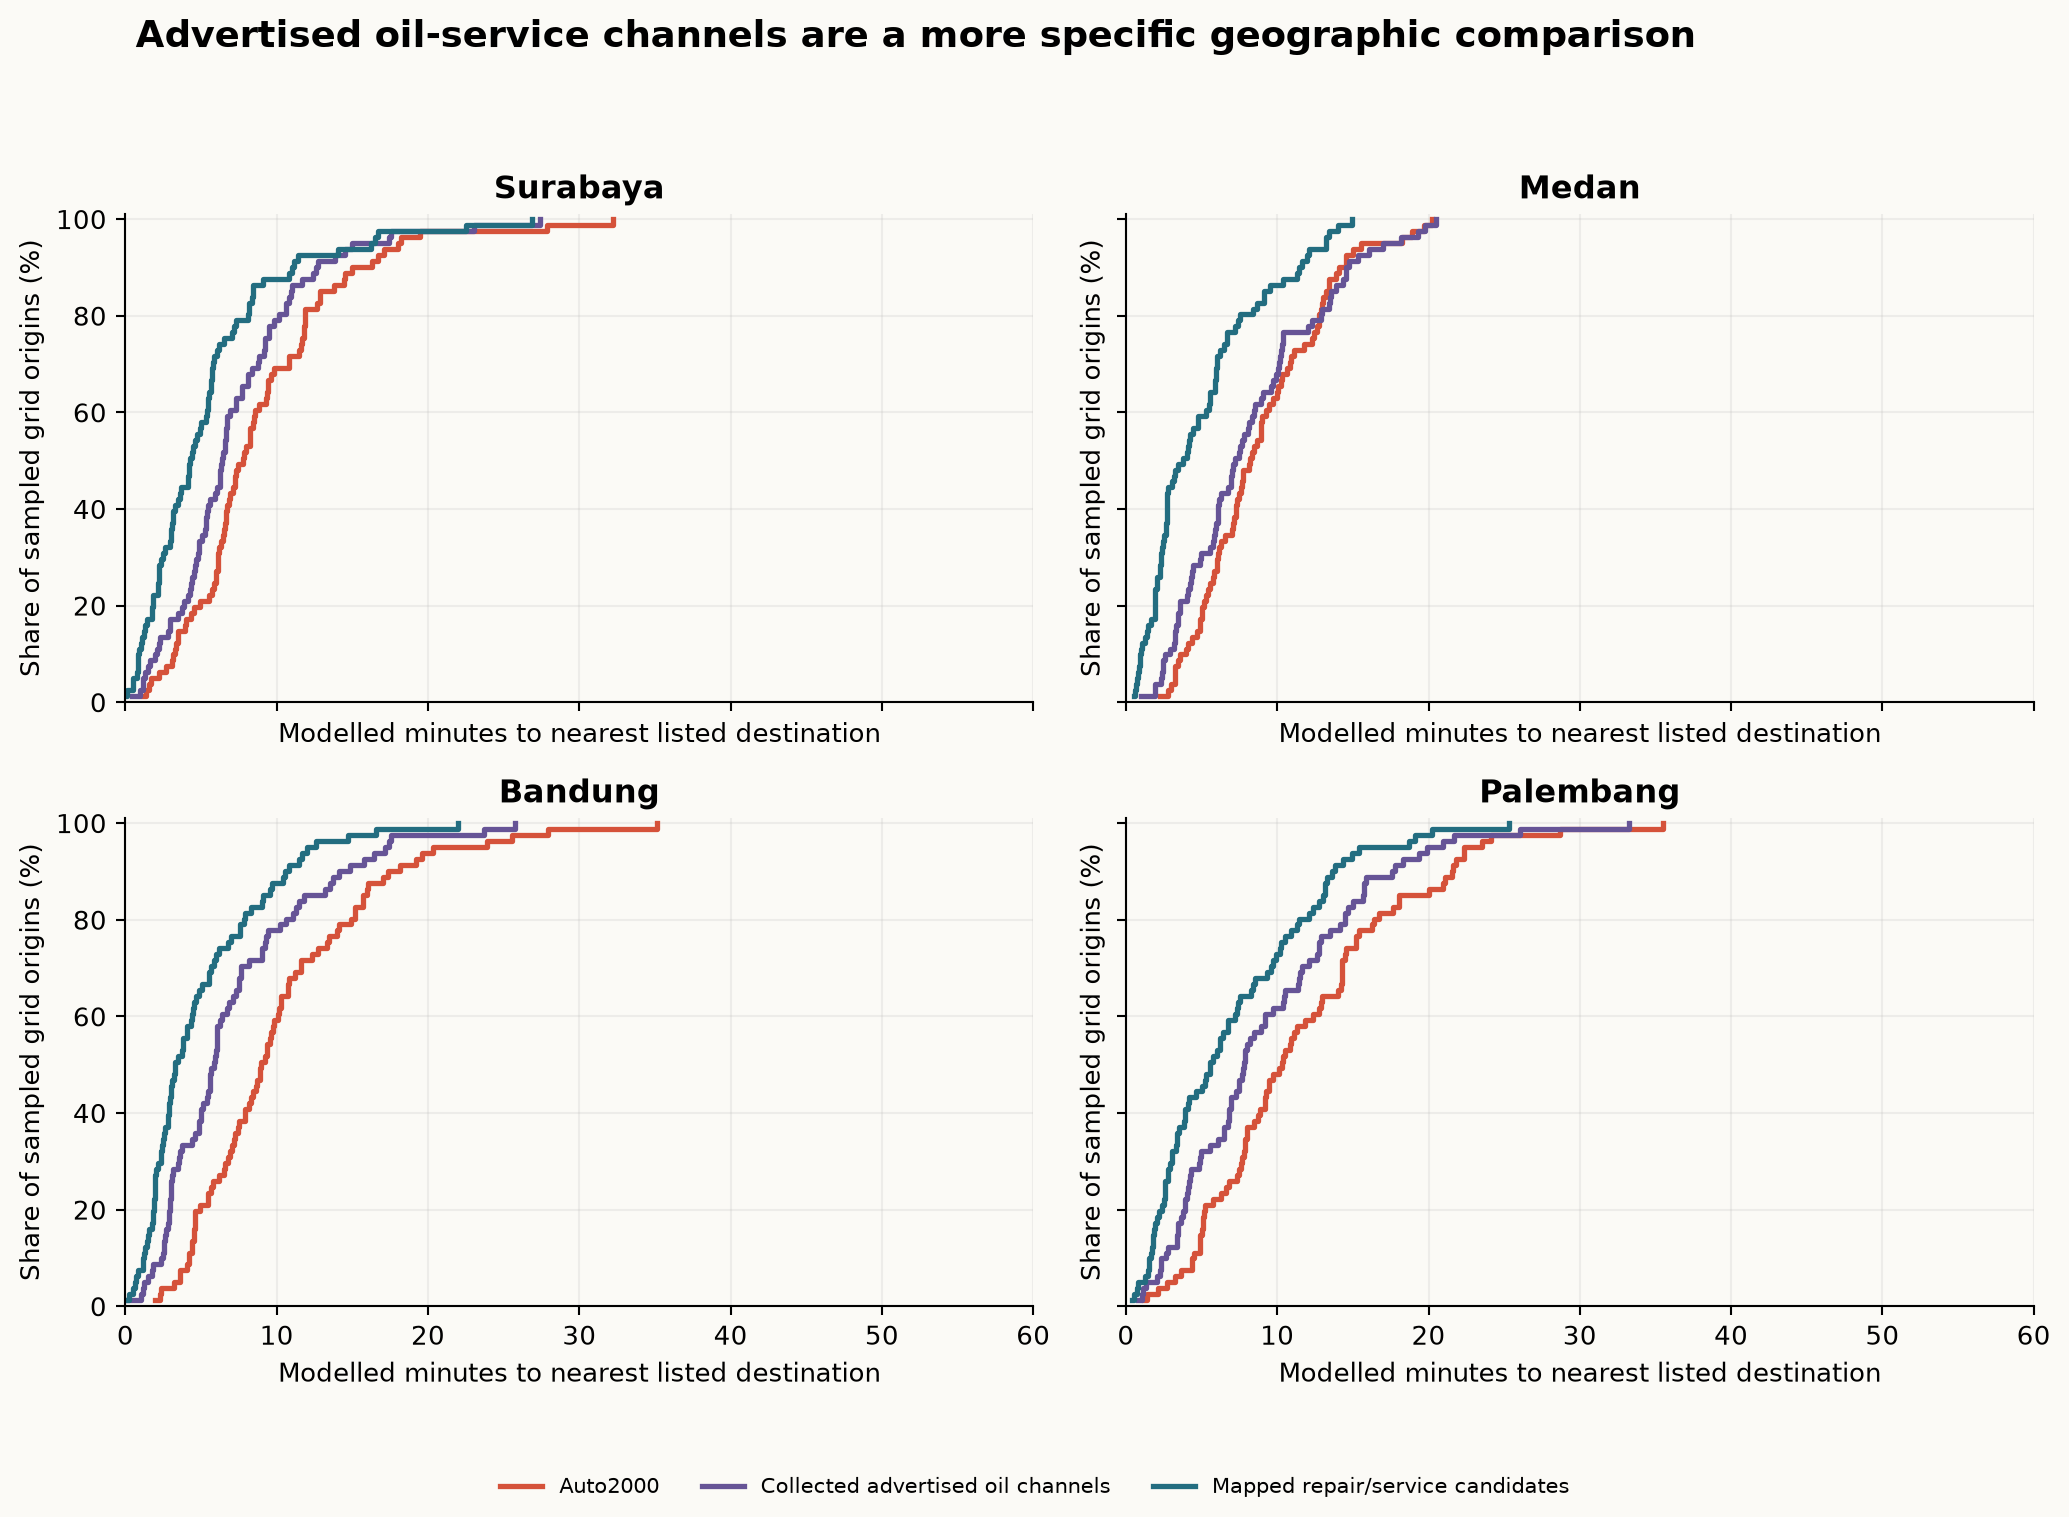 Advertised oil-service channels are a more specific geographic comparison
Surabaya
Share of sampled grid origins (%)
100
80
60
40
20
0
Modelled minutes to nearest listed destination
Medan
Share of sampled grid origins (%)
Modelled minutes to nearest listed destination
Bandung
Share of sampled grid origins (%)
100
80
60
40
20
0
0 10 20 30 40 50 60
Modelled minutes to nearest listed destination
Palembang
Share of sampled grid origins (%)
0 10 20 30 40 50 60
Modelled minutes to nearest listed destination
Auto2000 Collected advertised oil channels Mapped repair/service candidates